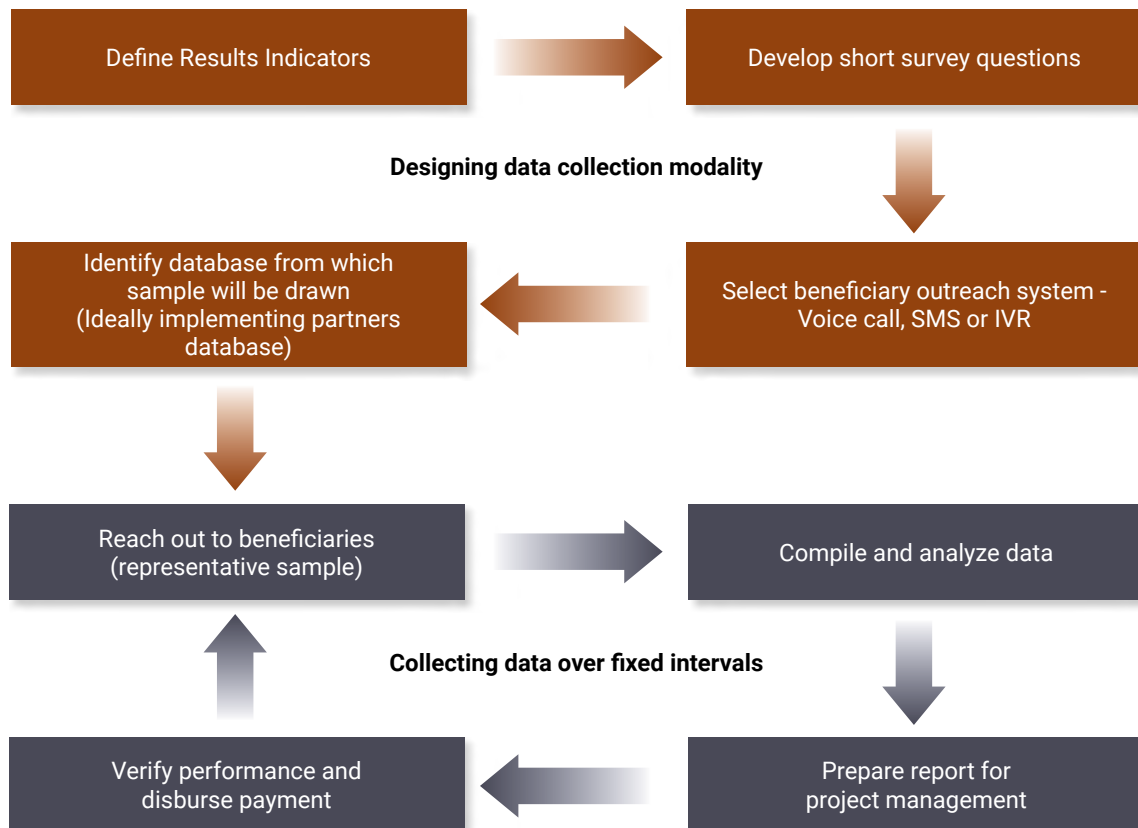 Define Results Indicators
Develop short survey questions
Designing data collection modality
Identify database from which
sample will be drawn
(Ideally implementing partners
database)
Select beneficiary outreach system -
Voice call, SMS or IVR
Reach out to beneficiaries
(representative sample)
Compile and analyze data
Collecting data over fixed intervals
Verify performance and
disburse payment
Prepare report for
project management